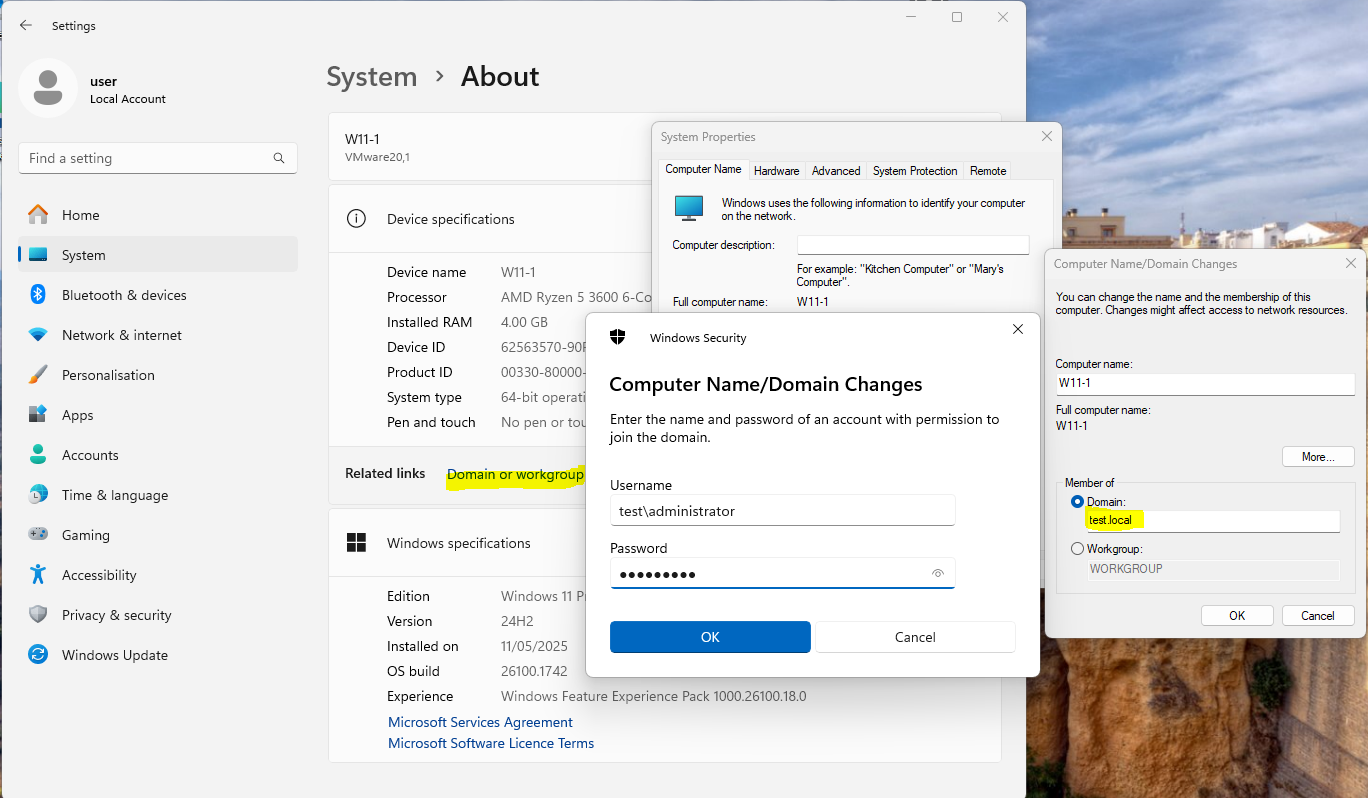 Settings
user
Local Account
Find a setting
Home
System
Bluetooth & devices
Network & internet
Personalisation
Apps
Accounts
Time & language
Gaming
Accessibility
Privacy & security
Windows Update
System › About
W11-1
VMware20,1
Device specifications
Device name W11-1
Processor AMD Ryzen 5 3600 6-Co
Installed RAM 4.00 GB
Device ID 62563570-90F
Product ID 00330-80000-
System type 64-bit operati
Pen and touch No pen or tou
Related links Domain or workgroup
Windows specifications
Edition Windows 11 P
Version 24H2
Installed on 11/05/2025
OS build 26100.1742
Experience Windows Feature Experience Pack 1000.26100.18.0
Microsoft Services Agreement
Microsoft Software Licence Terms
System Properties
Computer Name Hardware Advanced System Protection Remote
Windows uses the following information to identify your computer
on the network.
Computer description:
For example: "Kitchen Computer" or "Mary's
Computer".
Full computer name: W11-1
Windows Security
Computer Name/Domain Changes
Enter the name and password of an account with permission to
join the domain.
Username
test\administrator
Password
●●●●●●●●●
OK Cancel
Computer Name/Domain Changes
You can change the name and the membership of this
computer. Changes might affect access to network resources.
Computer name:
W11-1
Full computer name:
W11-1
More...
Member of
Domain:
test.local
Workgroup:
WORKGROUP
OK Cancel